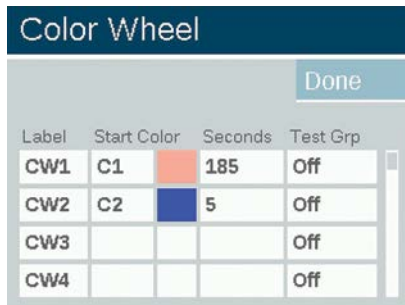 Color Wheel
Done
Label Start Color Seconds Test Grp
CW1 C1 185 Off
CW2 C2 5 Off
CW3 Off
CW4 Off